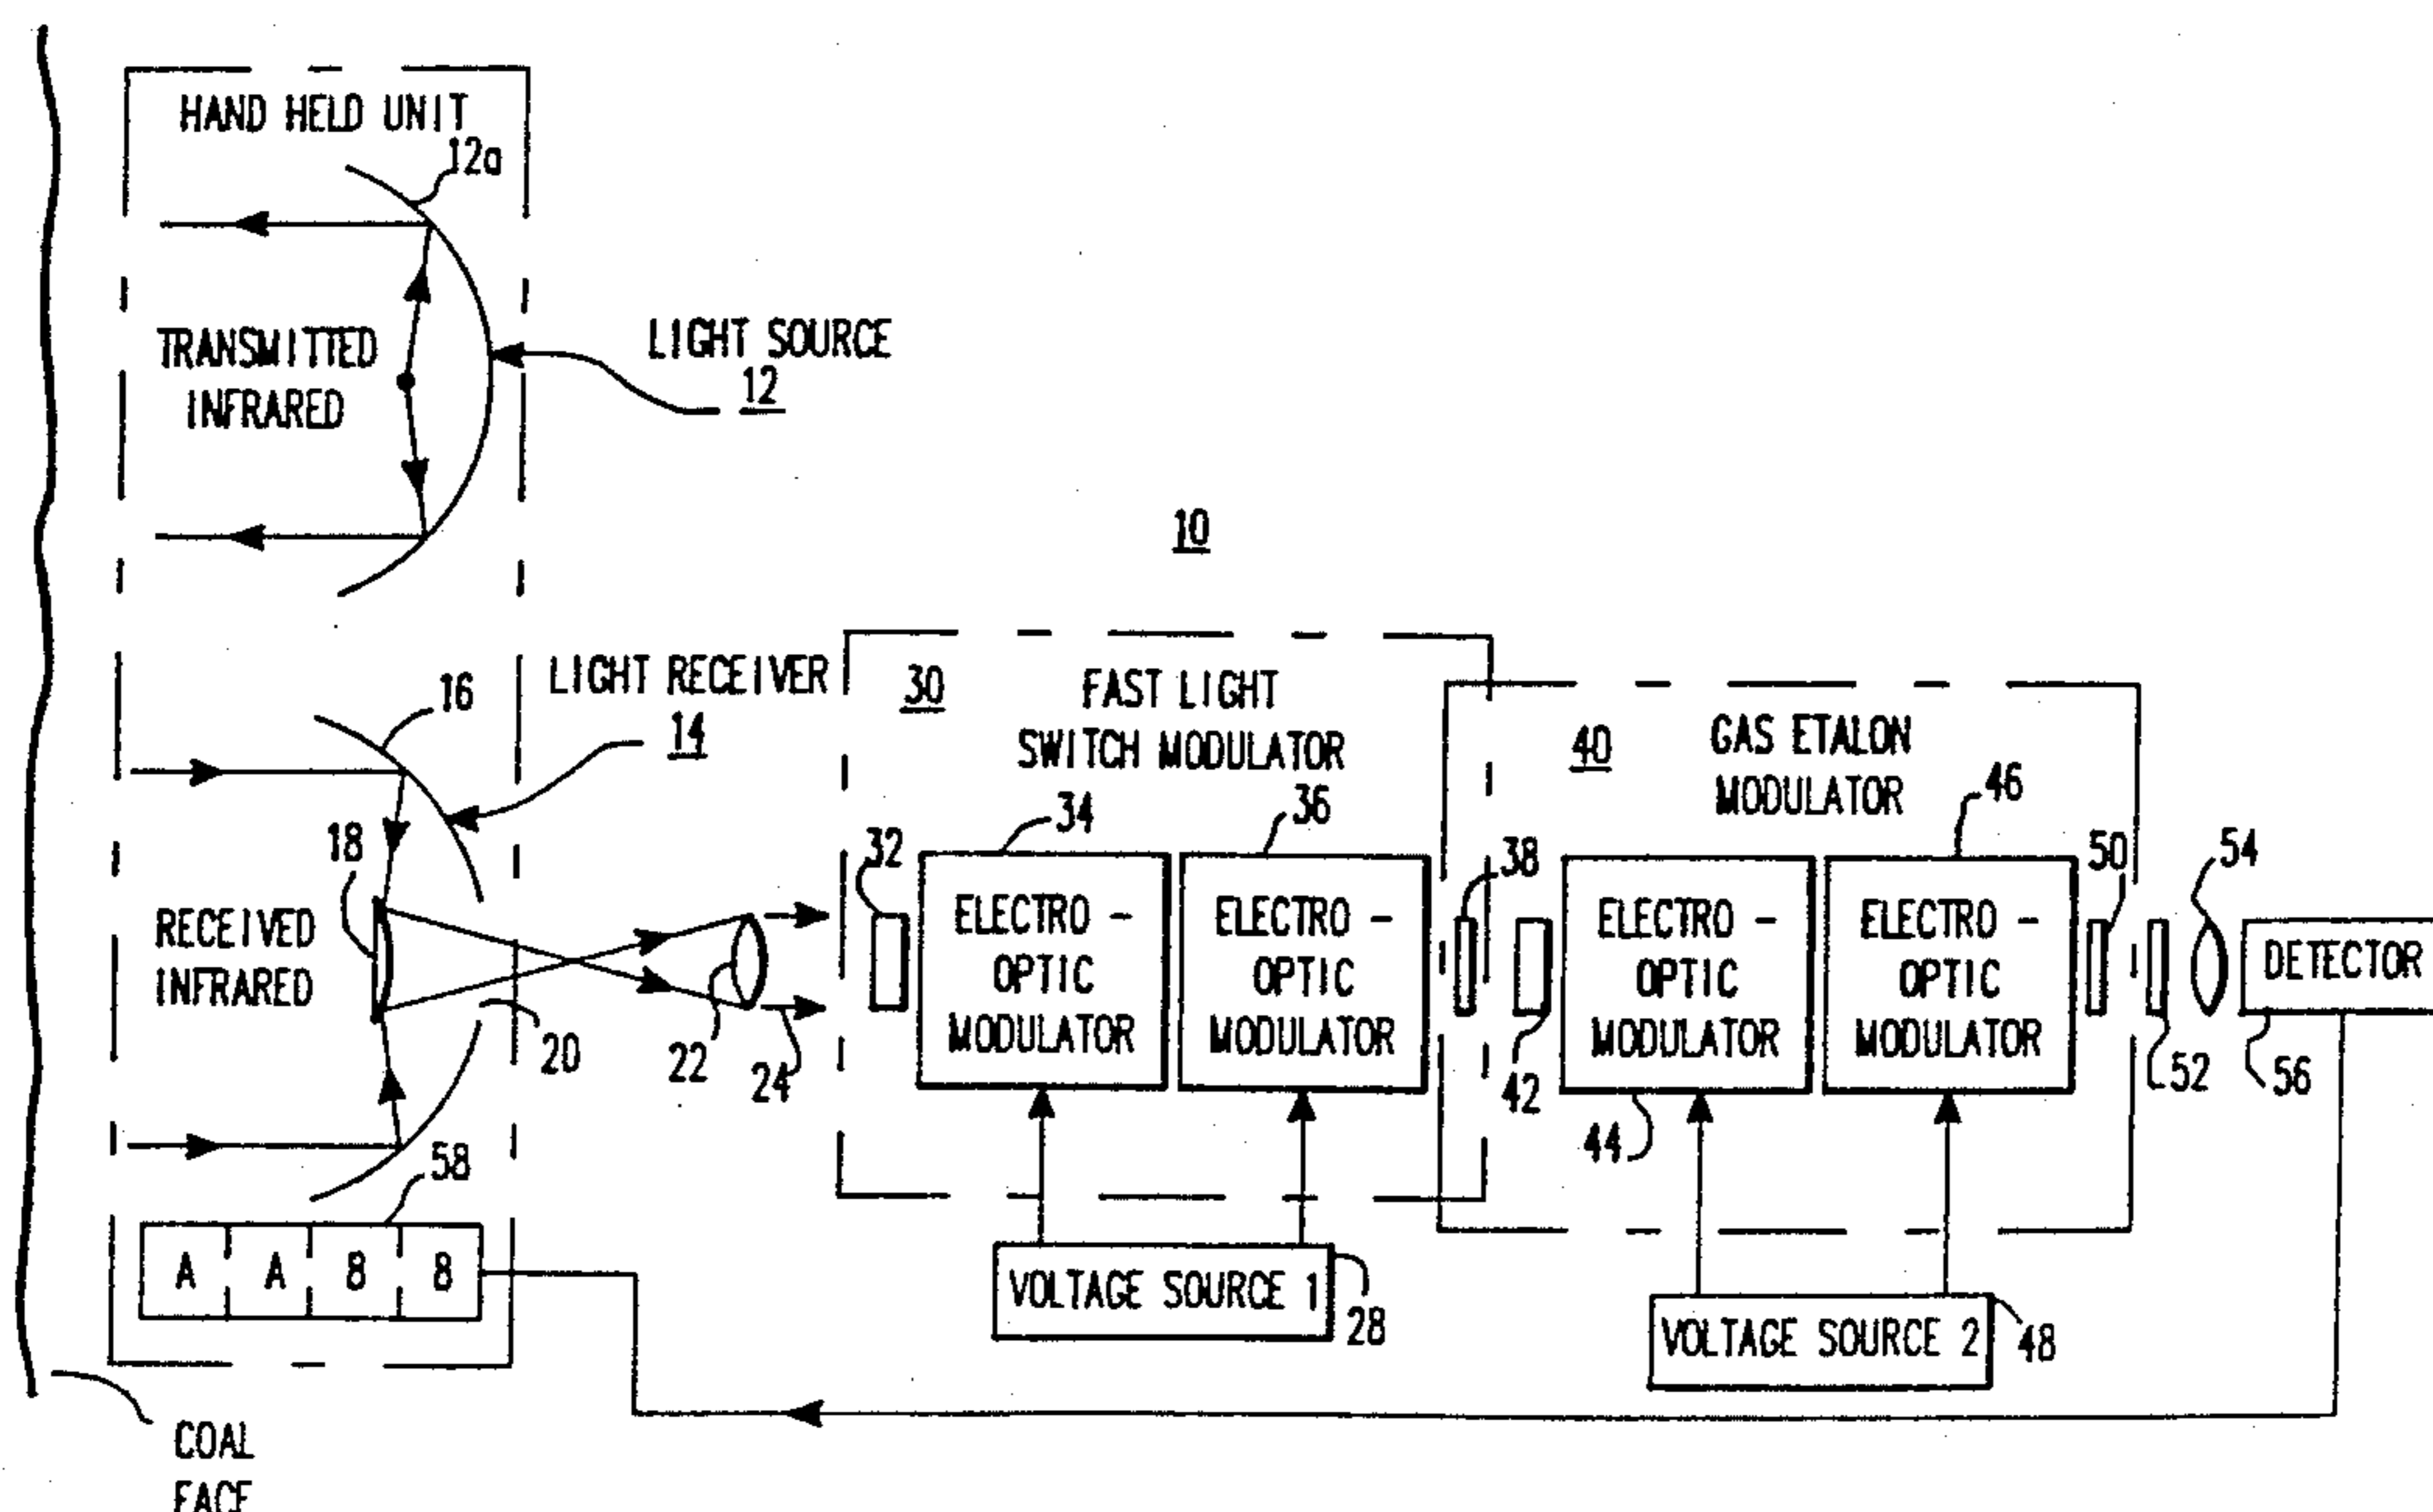 HAND HELD UNIT
12a
TRANSMITTED
INFRARED
LIGHT SOURCE
12
10
16
LIGHT RECEIVER
14
18
RECEIVED
INFRARED
20
22
24
58
A A 8 8
COAL
FACE
30
FAST LIGHT
SWITCH MODULATOR
32
34
36
38
ELECTRO -
OPTIC
MODULATOR
ELECTRO -
OPTIC
MODULATOR
VOLTAGE SOURCE 1
28
40
GAS ETALON
MODULATOR
42
44
46
50
ELECTRO -
OPTIC
MODULATOR
ELECTRO -
OPTIC
MODULATOR
VOLTAGE SOURCE 2
48
52
54
DETECTOR
56